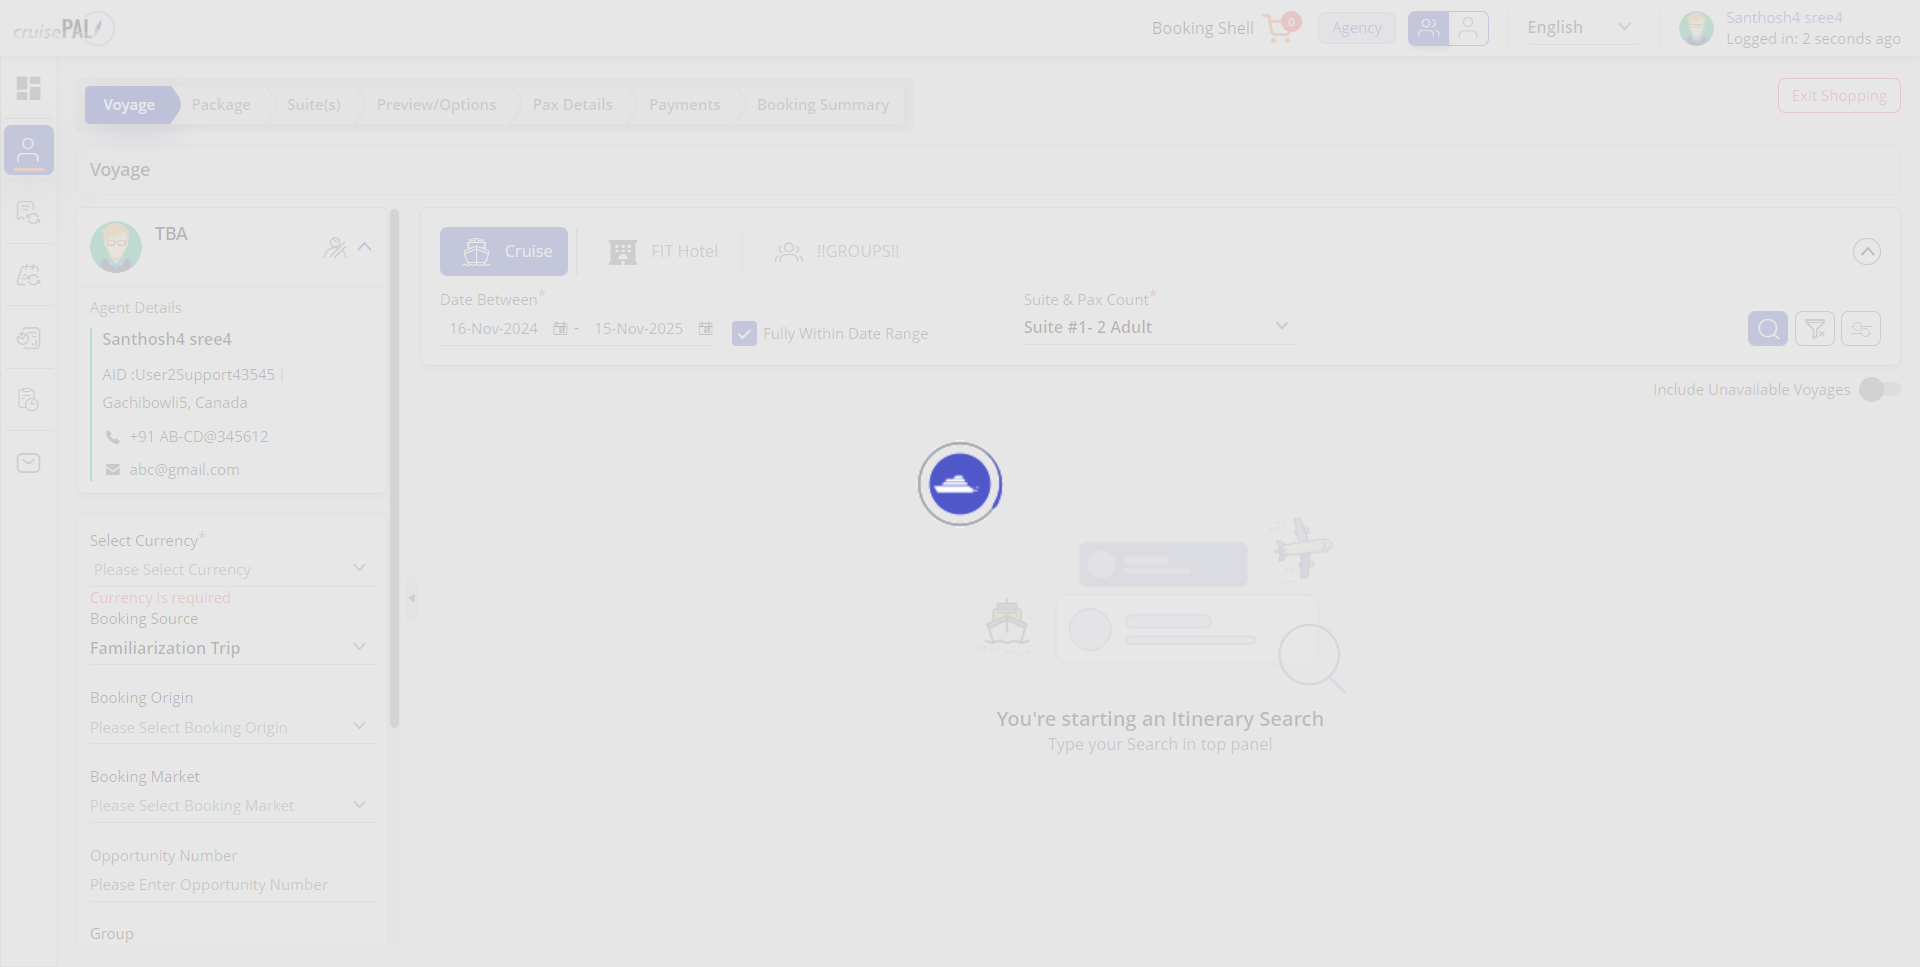 cruisePAL
Booking Shell
0
Agency
English
Santhosh4 sree4
Logged in: 2 seconds ago
Voyage
Package
Suite(s)
Preview/Options
Pax Details
Payments
Booking Summary
Exit Shopping
Voyage
TBA
Agent Details
Santhosh4 sree4
AID :User2Support43545 |
Gachibowli5, Canada
+91 AB-CD@345612
abc@gmail.com
Select Currency*
Please Select Currency
Currency is required
Booking Source
Familiarization Trip
Booking Origin
Please Select Booking Origin
Booking Market
Please Select Booking Market
Opportunity Number
Please Enter Opportunity Number
Group
Cruise
FIT Hotel
!!GROUPS!!
Date Between*
16-Nov-2024 - 15-Nov-2025
Fully Within Date Range
Suite & Pax Count*
Suite #1- 2 Adult
Include Unavailable Voyages
You're starting an Itinerary Search
Type your Search in top panel